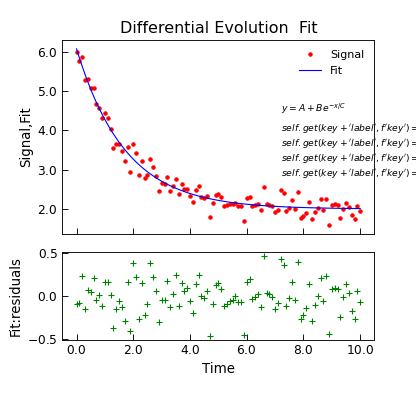 Differential Evolution  Fit
6.0
5.0
4.0
3.0
2.0
Signal,Fit
Signal
Fit
y = A + Be^{-x/C}
self.get(key +'label', f'key') =
self.get(key +'label', f'key') =
self.get(key +'label', f'key') =
self.get(key +'label', f'key') =
0.5
0.0
−0.5
Fit:residuals
0.0 2.0 4.0 6.0 8.0 10.0
Time